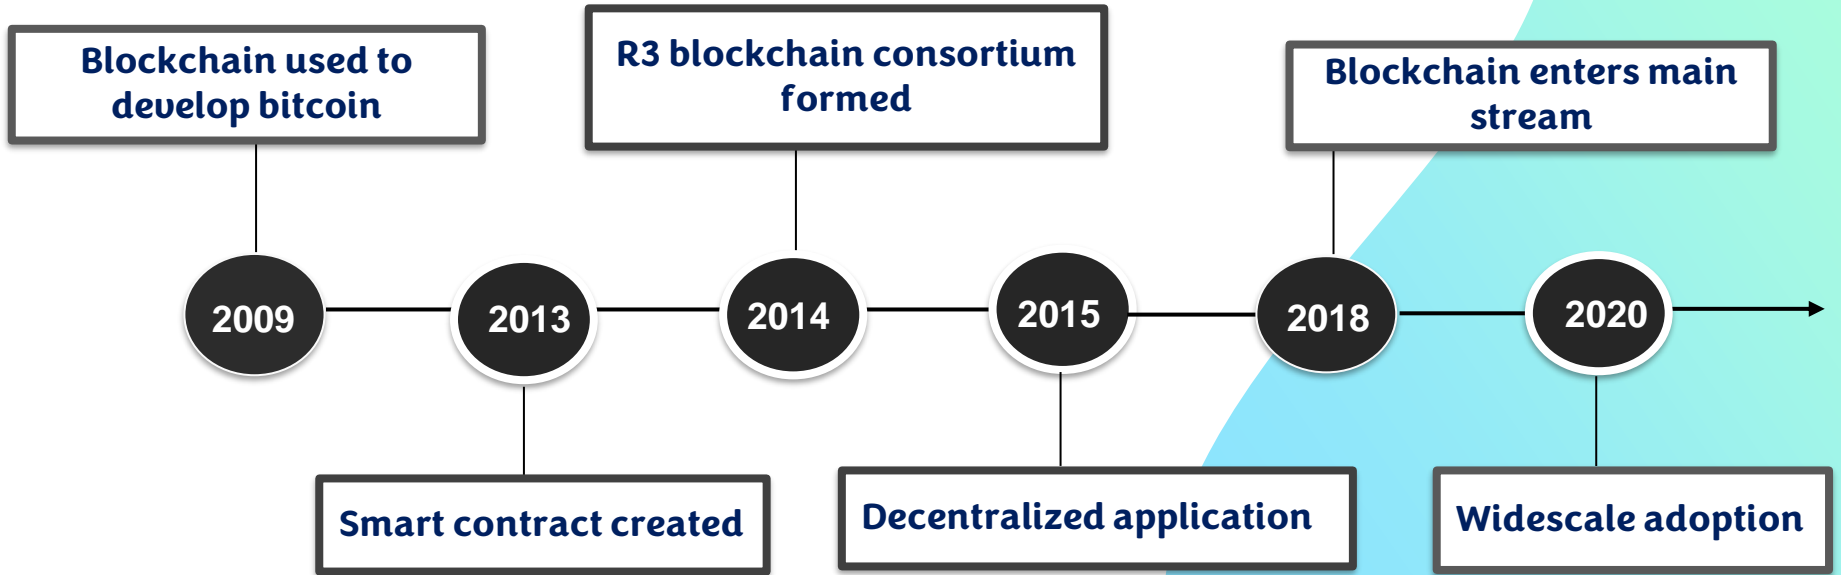 Blockchain used to
develop bitcoin
R3 blockchain consortium
formed
Blockchain enters main
stream
2009
2013
2014
2015
2018
2020
Smart contract created
Decentralized application
Widescale adoption